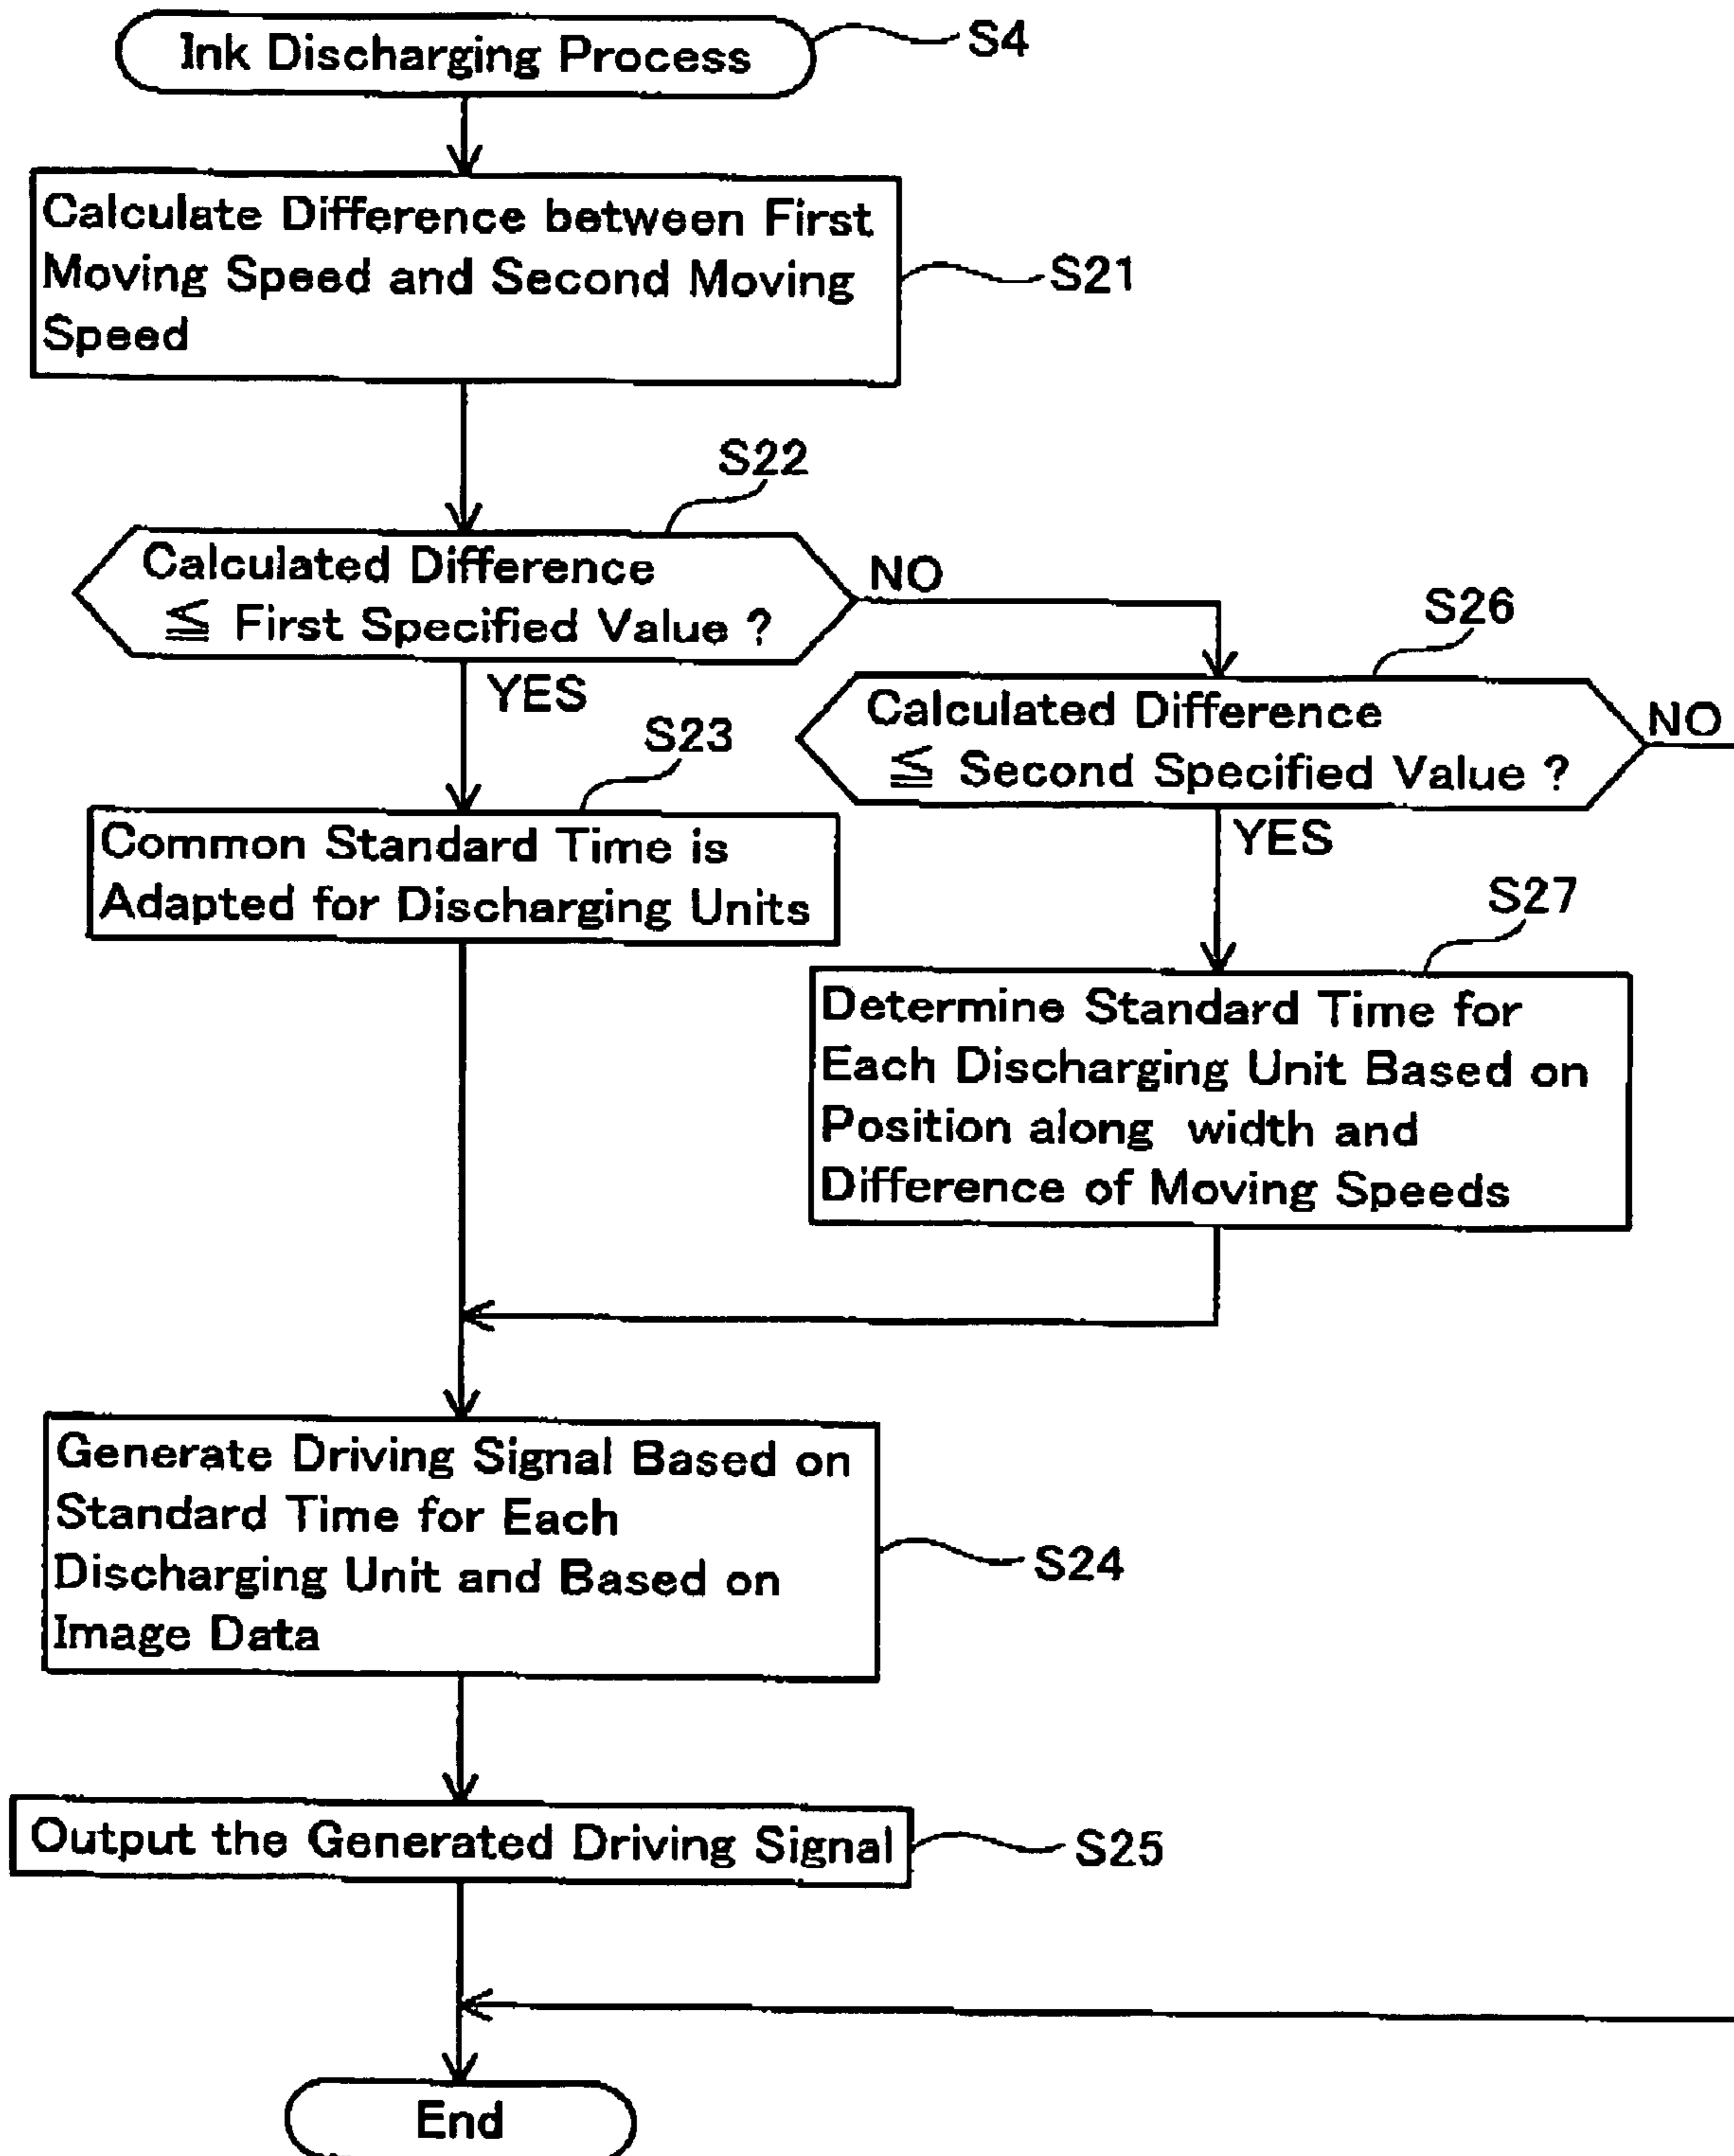 Ink Discharging Process
S4
Calculate Difference between First
Moving Speed and Second Moving
Speed
S21
S22
Calculated Difference
≦ First Specified Value ?
NO
YES
S26
Calculated Difference
≦ Second Specified Value ?
NO
YES
S23
Common Standard Time is
Adapted for Discharging Units
S27
Determine Standard Time for
Each Discharging Unit Based on
Position along width and
Difference of Moving Speeds
Generate Driving Signal Based on
Standard Time for Each
Discharging Unit and Based on
Image Data
S24
Output the Generated Driving Signal
S25
End